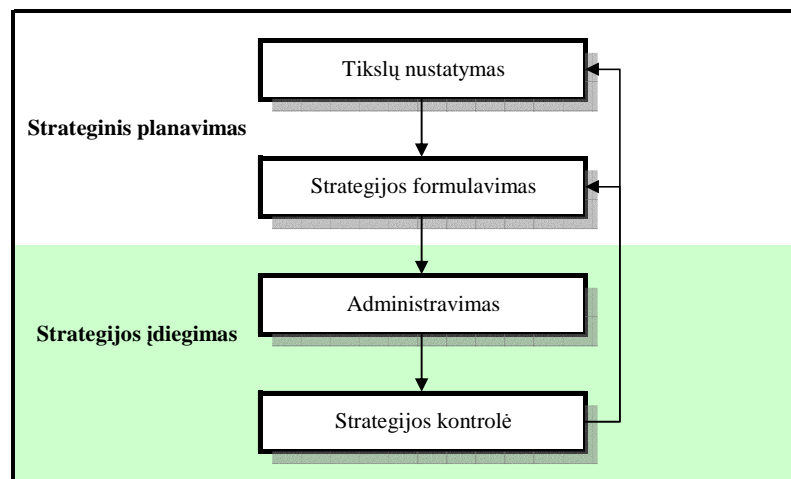 Tikslų nustatymas
Strateginis planavimas
Strategijos formulavimas
Administravimas
Strategijos įdiegimas
Strategijos kontrolė